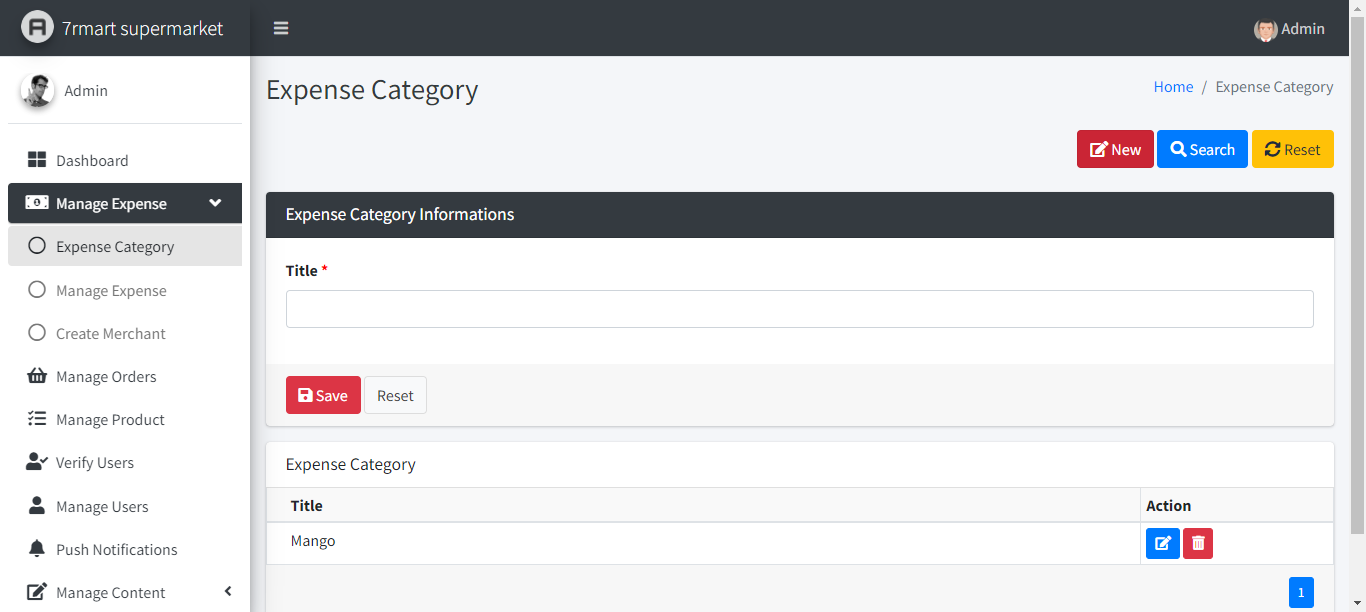 7rmart supermarket
Admin
Admin
Expense Category
Home / Expense Category
New Search Reset
Dashboard
Manage Expense
Expense Category
Manage Expense
Create Merchant
Manage Orders
Manage Product
Verify Users
Manage Users
Push Notifications
Manage Content
Expense Category Informations
Title *
Save Reset
Expense Category
Title Action
Mango
1